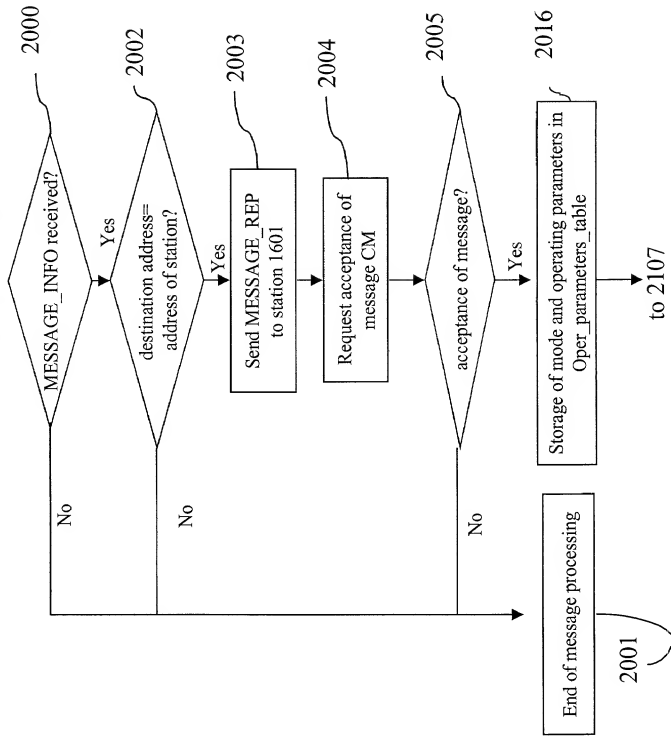 MESSAGE_INFO received?
2000
Yes
No
destination address=
address of station?
2002
Yes
No
Send MESSAGE_REP
to station 1601
2003
Request acceptance of
message CM
2004
acceptance of message?
2005
Yes
No
Storage of mode and operating parameters in
Oper_parameters_table
2016
End of message processing
2001
to 2107